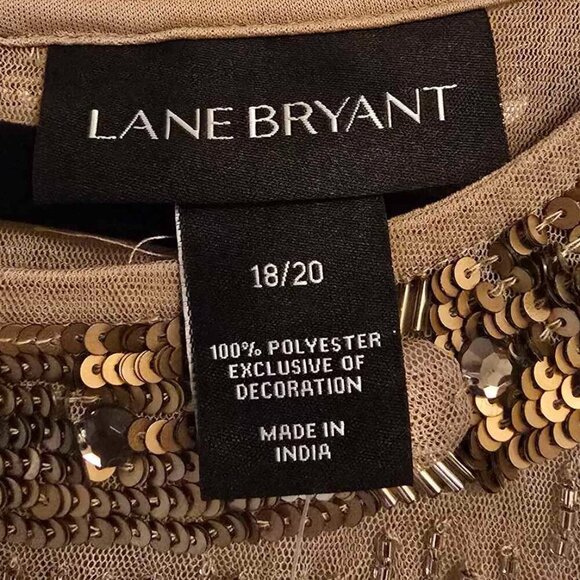 LANE BRYANT
18/20
100% POLYESTER
EXCLUSIVE OF
DECORATION
MADE IN
INDIA